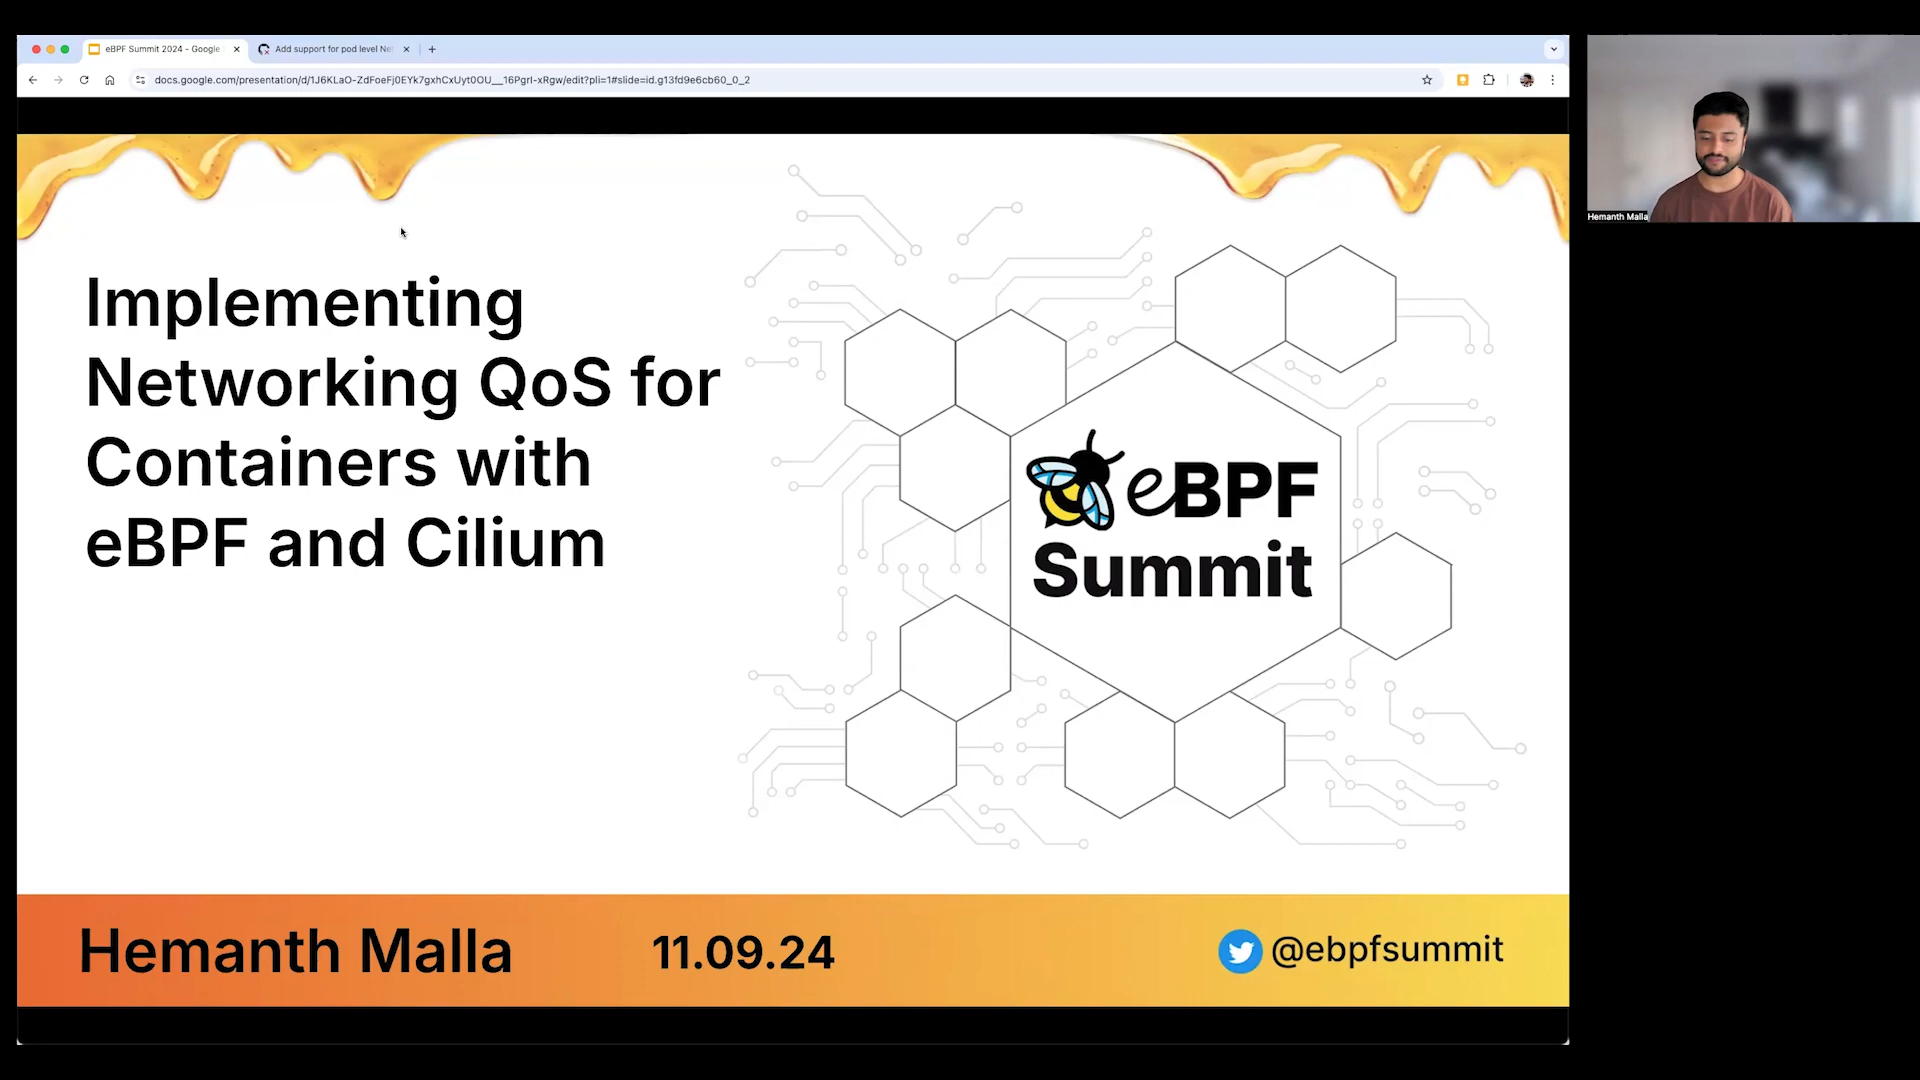 eBPF Summit 2024 - Google
Add support for pod level Ne
docs.google.com/presentation/d/1J6KLaO-ZdFoeFj0EYk7gxhCxUyt0OU__16PgrI-xRgw/edit?pli=1#slide=id.g13fd9e6cb60_0_2
Hemanth Malla
Implementing
Networking QoS for
Containers with
eBPF and Cilium
eBPF
Summit
Hemanth Malla
11.09.24
@ebpfsummit